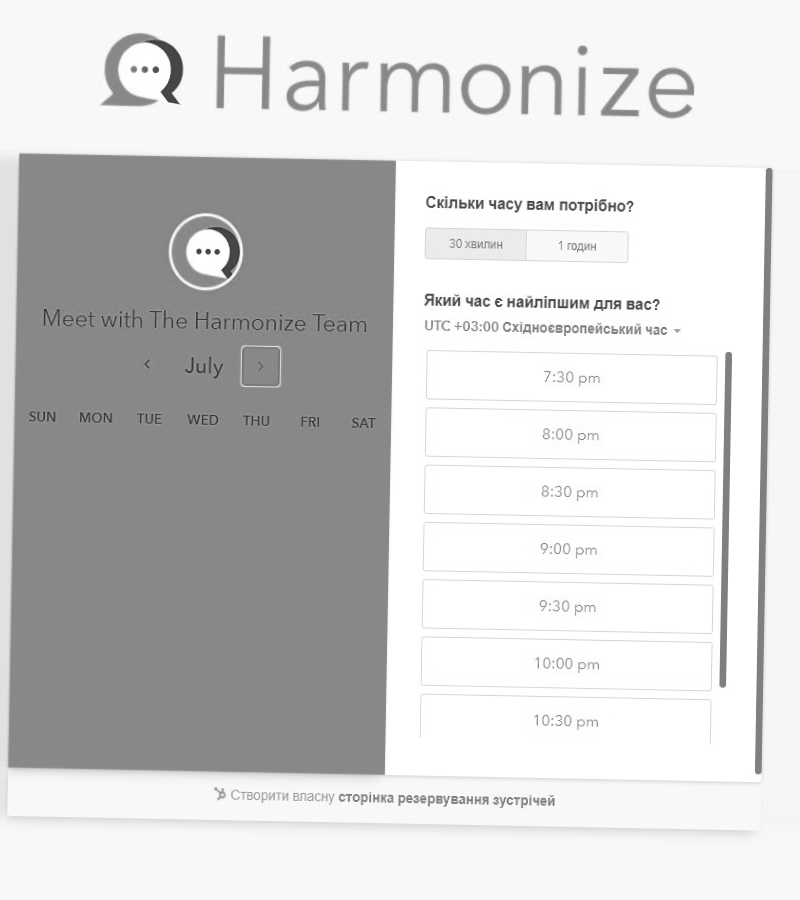 Harmonize
Meet with The Harmonize Team
July
SUN MON TUE WED THU FRI SAT
Скільки часу вам потрібно?
30 хвилин 1 годин
Який час є найліпшим для вас?
UTC +03:00 Східноєвропейський час
7:30 pm
8:00 pm
8:30 pm
9:00 pm
9:30 pm
10:00 pm
10:30 pm
Створити власну сторінка резервування зустрічей